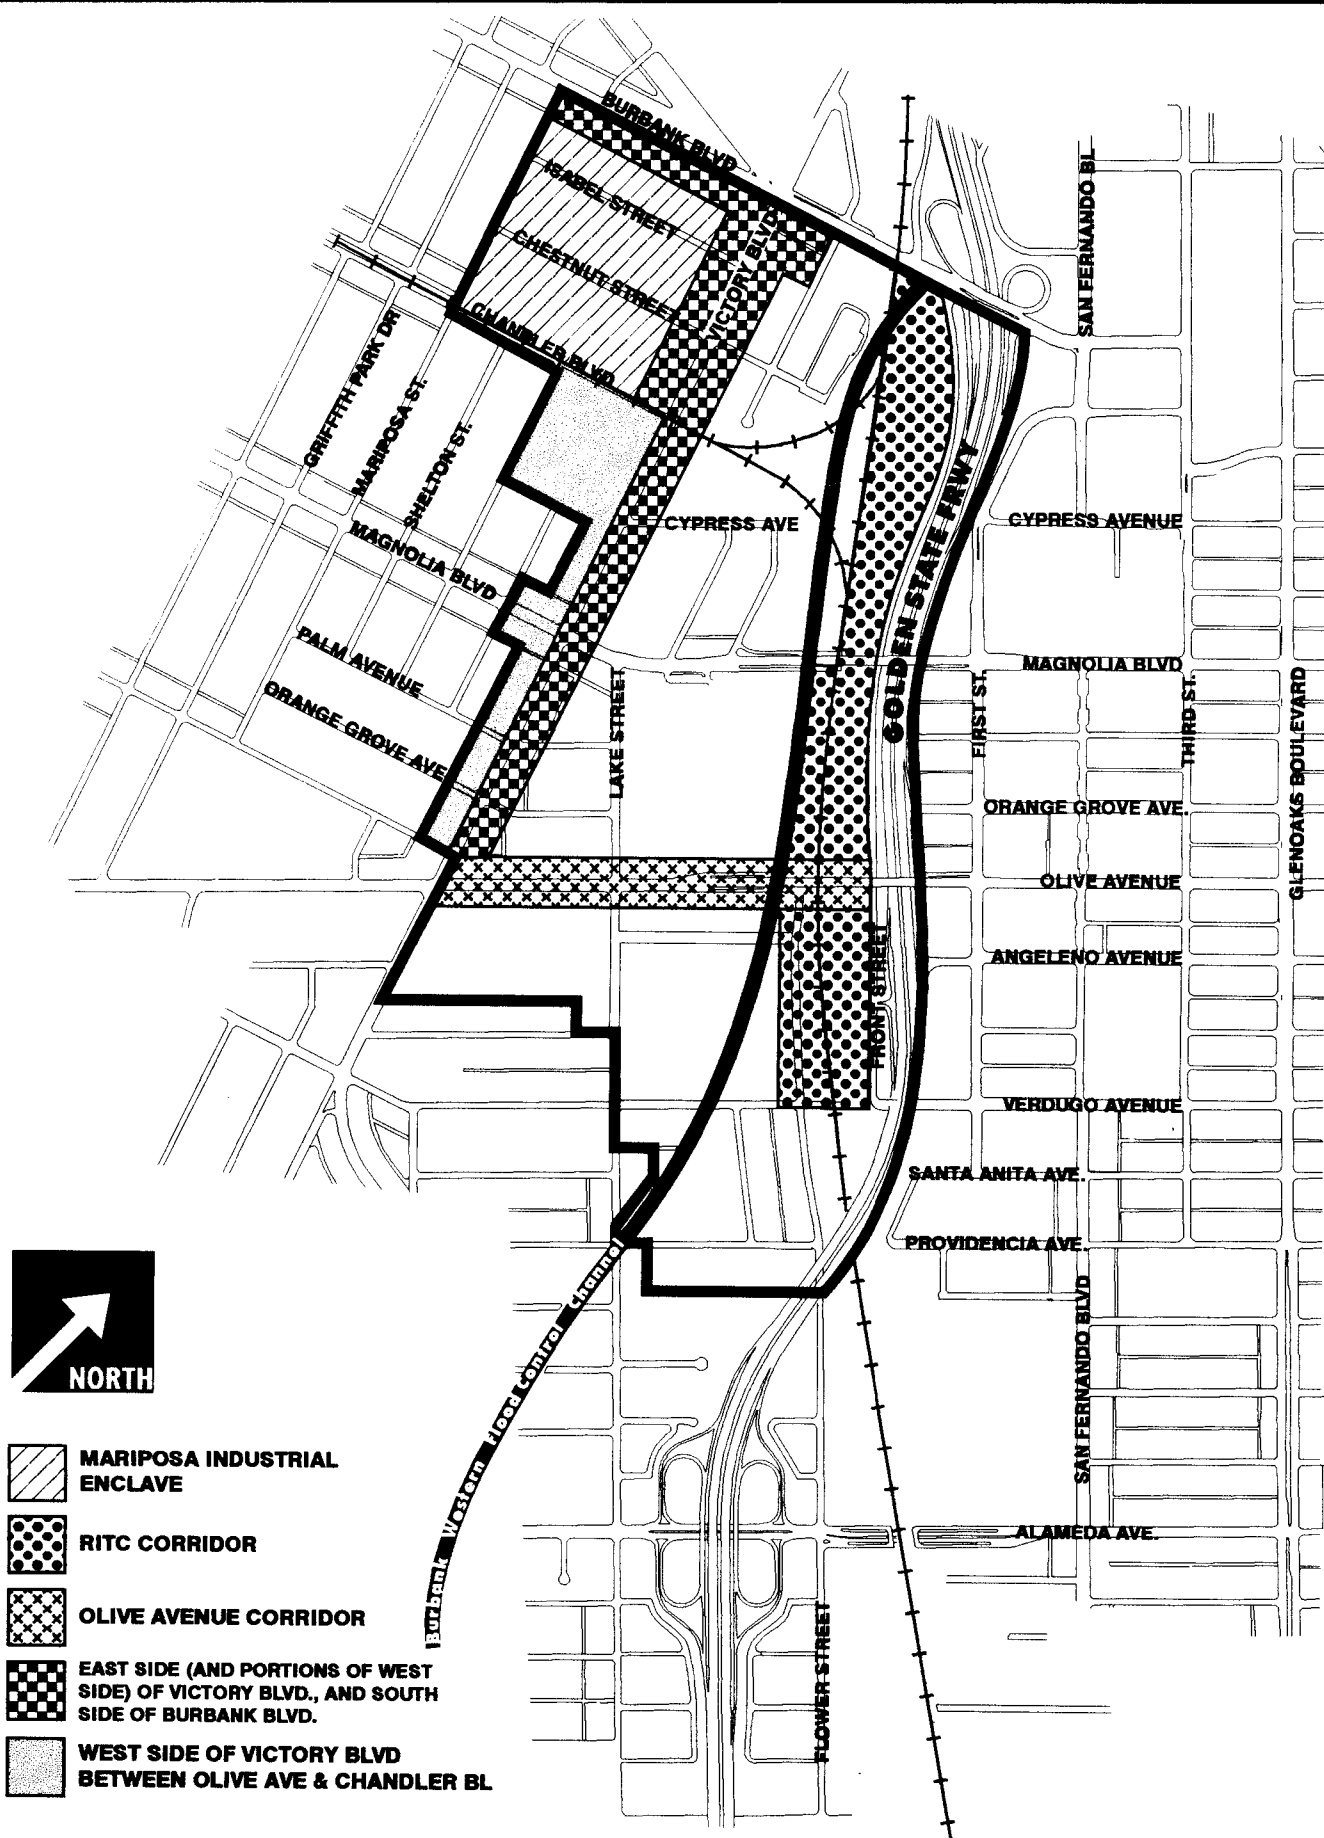 BURBANK BLVD
ISABEL STREET
CHESTNUT STREET
CHANDLER BLVD
VICTORY BLVD
SAN FERNANDO BL
GRIFFITH PARK DR
MARIPOSA ST.
SHELTON ST.
MAGNOLIA BLVD
PALM AVENUE
ORANGE GROVE AVE
CYPRESS AVE
GOLDEN STATE FRWY
CYPRESS AVENUE
MAGNOLIA BLVD
LAKE STREET
FIRST ST.
THIRD ST.
GLENOAKS BOULEVARD
ORANGE GROVE AVE.
OLIVE AVENUE
FRONT STREET
ANGELENO AVENUE
VERDUGO AVENUE
SANTA ANITA AVE.
PROVIDENCIA AVE.
SAN FERNANDO BLVD
Burbank Western Flood Control Channel
ALAMEDA AVE.
FLOWER STREET
NORTH
MARIPOSA INDUSTRIAL
ENCLAVE
RITC CORRIDOR
OLIVE AVENUE CORRIDOR
EAST SIDE (AND PORTIONS OF WEST
SIDE) OF VICTORY BLVD., AND SOUTH
SIDE OF BURBANK BLVD.
WEST SIDE OF VICTORY BLVD
BETWEEN OLIVE AVE & CHANDLER BL